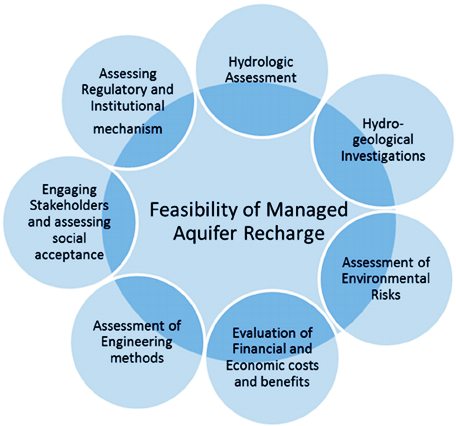 Hydrologic
Assessment
Hydro-
geological
Investigations
Assessment of
Environmental
Risks
Evaluation of
Financial and
Economic costs
and benefits
Assessment of
Engineering
methods
Engaging
Stakeholders
and assessing
social
acceptance
Assessing
Regulatory and
Institutional
mechanism
Feasibility of Managed
Aquifer Recharge